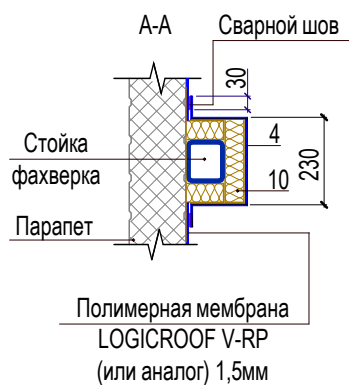 А-А
Сварной шов
30
Стойка
фахверка
4
10
230
Парапет
Полимерная мембрана
LOGICROOF V-RP
(или аналог) 1,5мм